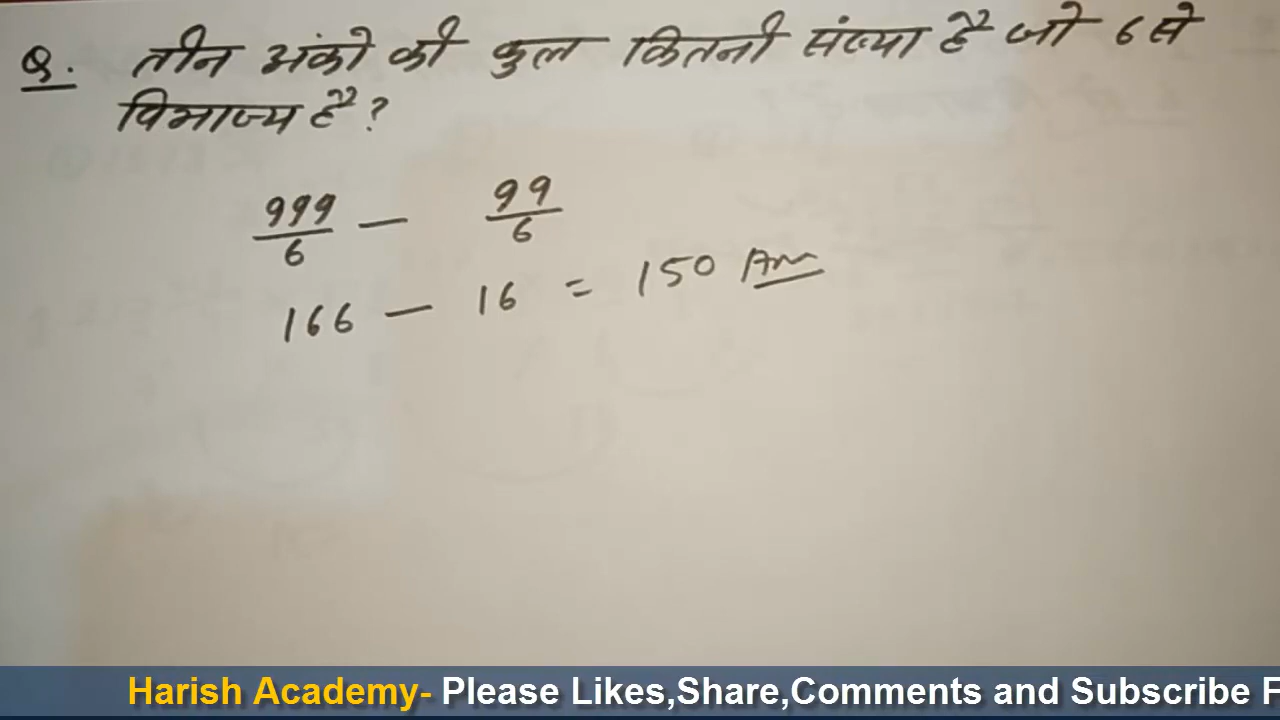 Q. तीन अंको की कुल कितनी संख्या है जो 6 से
विभाज्य है?
999/6 — 99/6
166 — 16 = 150 Ans
Harish Academy- Please Likes,Share,Comments and Subscribe F